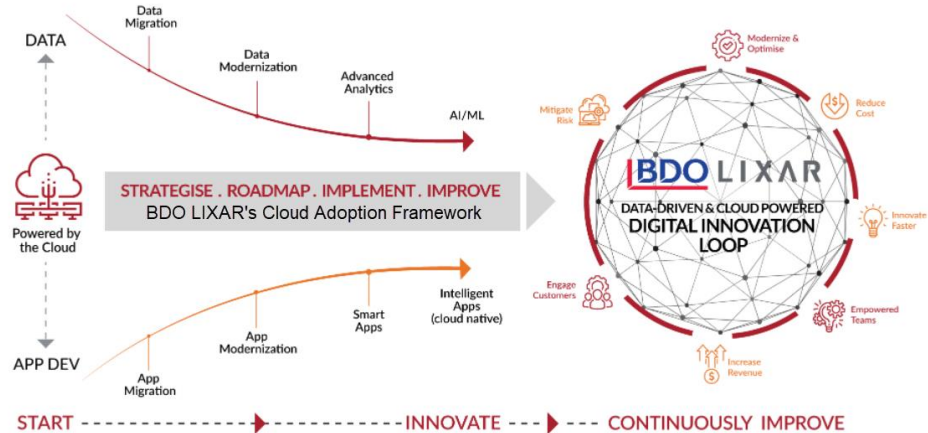 DATA
Data
Migration
Data
Modernization
Advanced
Analytics
AI/ML
Powered by
the Cloud
STRATEGISE . ROADMAP . IMPLEMENT . IMPROVE
BDO LIXAR's Cloud Adoption Framework
APP DEV
App
Migration
App
Modernization
Smart
Apps
Intelligent
Apps
(cloud native)
Modernize &
Optimise
Mitigate
Risk
Reduce
Cost
BDO LIXAR
DATA-DRIVEN & CLOUD POWERED
DIGITAL INNOVATION
LOOP
Innovate
Faster
Engage
Customers
Empowered
Teams
Increase
Revenue
START
INNOVATE
CONTINUOUSLY IMPROVE